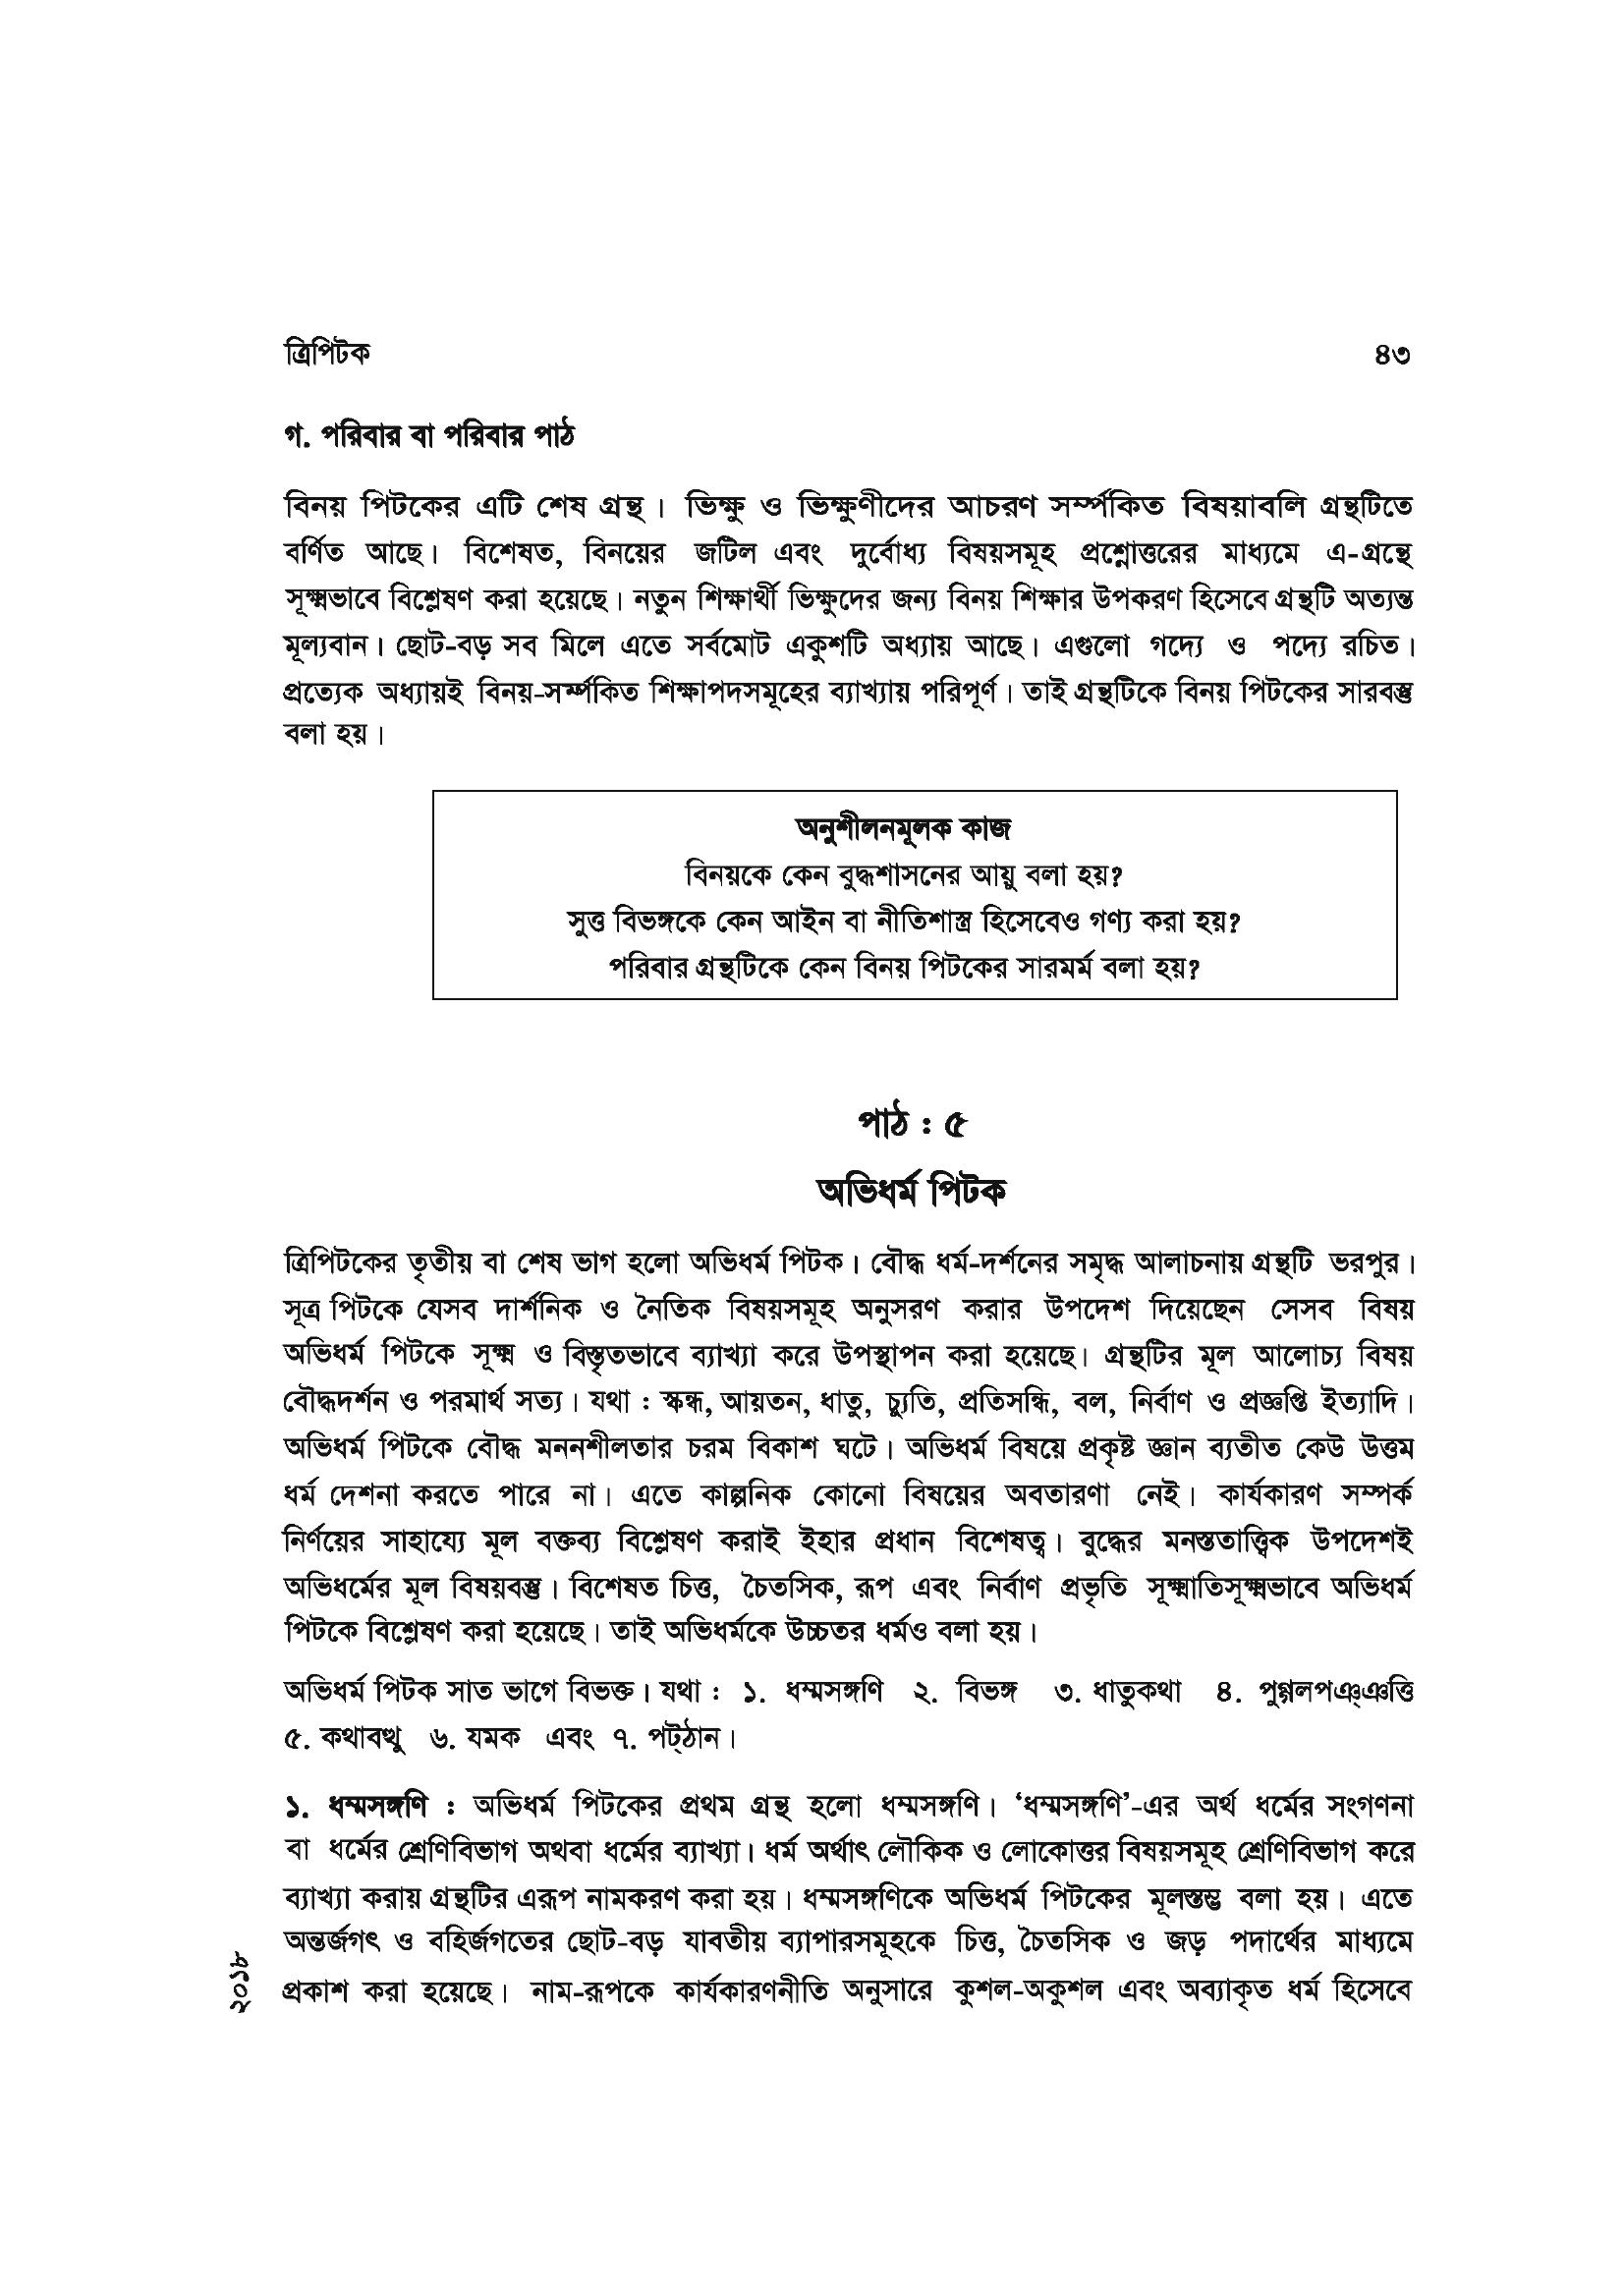 ত্রিপিটক ৪৩
গ. পরিবার বা পরিবার পাঠ
বিনয় পিটকের এটি শেষ গ্রন্থ। ভিক্ষু ও ভিক্ষুণীদের আচরণ সর্ম্পকিত বিষয়াবলি গ্রন্থটিতে
বর্ণিত আছে। বিশেষত, বিনয়ের জটিল এবং দুর্বোধ্য বিষয়সমূহ প্রশ্নোত্তরের মাধ্যমে এ-গ্রন্থে
সূক্ষ্মভাবে বিশ্লেষণ করা হয়েছে। নতুন শিক্ষার্থী ভিক্ষুদের জন্য বিনয় শিক্ষার উপকরণ হিসেবে গ্রন্থটি অত্যন্ত
মূল্যবান। ছোট-বড় সব মিলে এতে সর্বমোট একুশটি অধ্যায় আছে। এগুলো গদ্যে ও পদ্যে রচিত।
প্রত্যেক অধ্যায়ই বিনয়-সর্ম্পকিত শিক্ষাপদসমূহের ব্যাখ্যায় পরিপূর্ণ। তাই গ্রন্থটিকে বিনয় পিটকের সারবস্তু
বলা হয়।
অনুশীলনমূলক কাজ
বিনয়কে কেন বুদ্ধশাসনের আয়ু বলা হয়?
সুত্ত বিভঙ্গকে কেন আইন বা নীতিশাস্ত্র হিসেবেও গণ্য করা হয়?
পরিবার গ্রন্থটিকে কেন বিনয় পিটকের সারমর্ম বলা হয়?
পাঠ : ৫
অভিধর্ম পিটক
ত্রিপিটকের তৃতীয় বা শেষ ভাগ হলো অভিধর্ম পিটক। বৌদ্ধ ধর্ম-দর্শনের সমৃদ্ধ আলাচনায় গ্রন্থটি ভরপুর।
সূত্র পিটকে যেসব দার্শনিক ও নৈতিক বিষয়সমূহ অনুসরণ করার উপদেশ দিয়েছেন সেসব বিষয়
অভিধর্ম পিটকে সূক্ষ্ম ও বিস্তৃতভাবে ব্যাখ্যা করে উপস্থাপন করা হয়েছে। গ্রন্থটির মূল আলোচ্য বিষয়
বৌদ্ধদর্শন ও পরমার্থ সত্য। যথা : স্কন্ধ, আয়তন, ধাতু, চ্যুতি, প্রতিসন্ধি, বল, নির্বাণ ও প্রজ্ঞপ্তি ইত্যাদি।
অভিধর্ম পিটকে বৌদ্ধ মননশীলতার চরম বিকাশ ঘটে। অভিধর্ম বিষয়ে প্রকৃষ্ট জ্ঞান ব্যতীত কেউ উত্তম
ধর্ম দেশনা করতে পারে না। এতে কাল্পনিক কোনো বিষয়ের অবতারণা নেই। কার্যকারণ সম্পর্ক
নির্ণয়ের সাহায্যে মূল বক্তব্য বিশ্লেষণ করাই ইহার প্রধান বিশেষত্ব। বুদ্ধের মনস্ততাত্ত্বিক উপদেশই
অভিধর্মের মূল বিষয়বস্তু। বিশেষত চিত্ত, চৈতসিক, রূপ এবং নির্বাণ প্রভৃতি সূক্ষ্মাতিসূক্ষ্মভাবে অভিধর্ম
পিটকে বিশ্লেষণ করা হয়েছে। তাই অভিধর্মকে উচ্চতর ধর্মও বলা হয়।
অভিধর্ম পিটক সাত ভাগে বিভক্ত। যথা : ১. ধম্মসঙ্গণি ২. বিভঙ্গ ৩. ধাতুকথা ৪. পুগ্গলপঞ্ঞত্তি
৫. কথাবত্থু ৬. যমক এবং ৭. পট্‌ঠান।
১. ধম্মসঙ্গণি : অভিধর্ম পিটকের প্রথম গ্রন্থ হলো ধম্মসঙ্গণি। ‘ধম্মসঙ্গণি’-এর অর্থ ধর্মের সংগণনা
বা ধর্মের শ্রেণিবিভাগ অথবা ধর্মের ব্যাখ্যা। ধর্ম অর্থাৎ লৌকিক ও লোকোত্তর বিষয়সমূহ শ্রেণিবিভাগ করে
ব্যাখ্যা করায় গ্রন্থটির এরূপ নামকরণ করা হয়। ধম্মসঙ্গণিকে অভিধর্ম পিটকের মূলস্তম্ভ বলা হয়। এতে
অন্তর্জগৎ ও বহির্জগতের ছোট-বড় যাবতীয় ব্যাপারসমূহকে চিত্ত, চৈতসিক ও জড় পদার্থের মাধ্যমে
প্রকাশ করা হয়েছে। নাম-রূপকে কার্যকারণনীতি অনুসারে কুশল-অকুশল এবং অব্যাকৃত ধর্ম হিসেবে
২০১৮